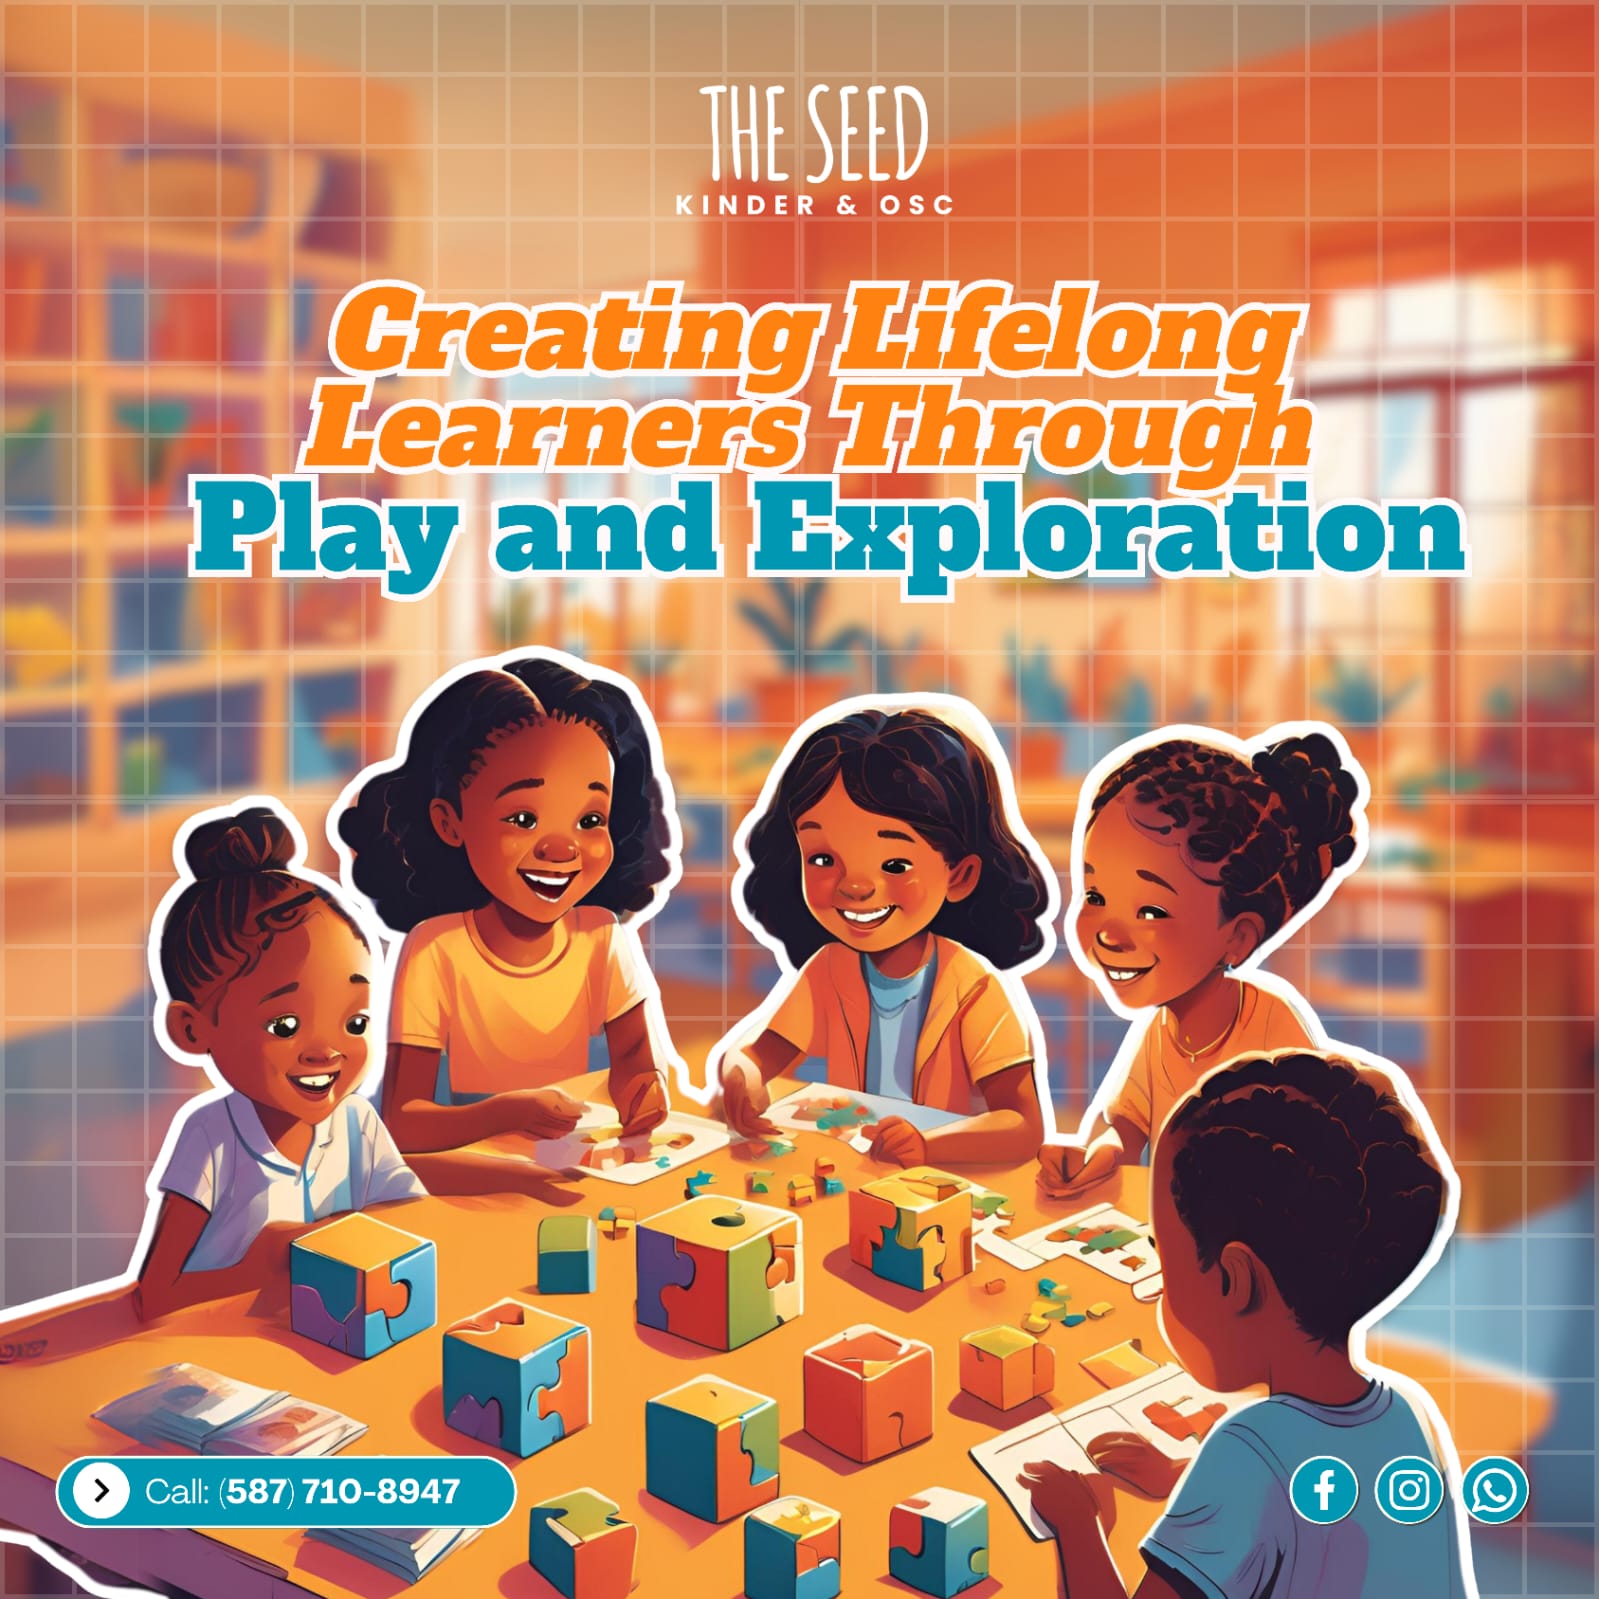 THE SEED
KINDER & OSC
Creating Lifelong
Learners Through
Play and Exploration
Call: (587) 710-8947